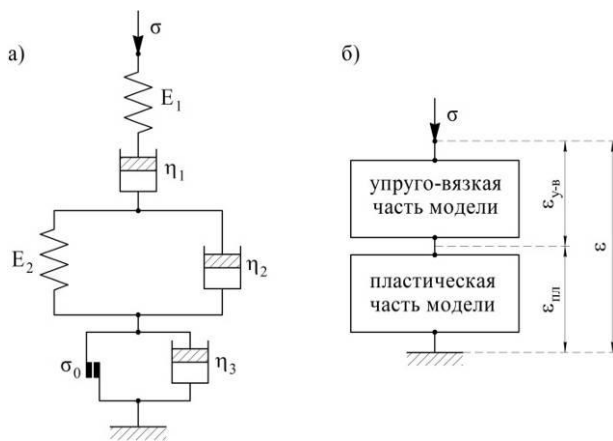 а)
σ
E₁
η₁
E₂
η₂
σ₀
η₃
б)
σ
упруго-вязкая
часть модели
пластическая
часть модели
εу-в
εпл
ε